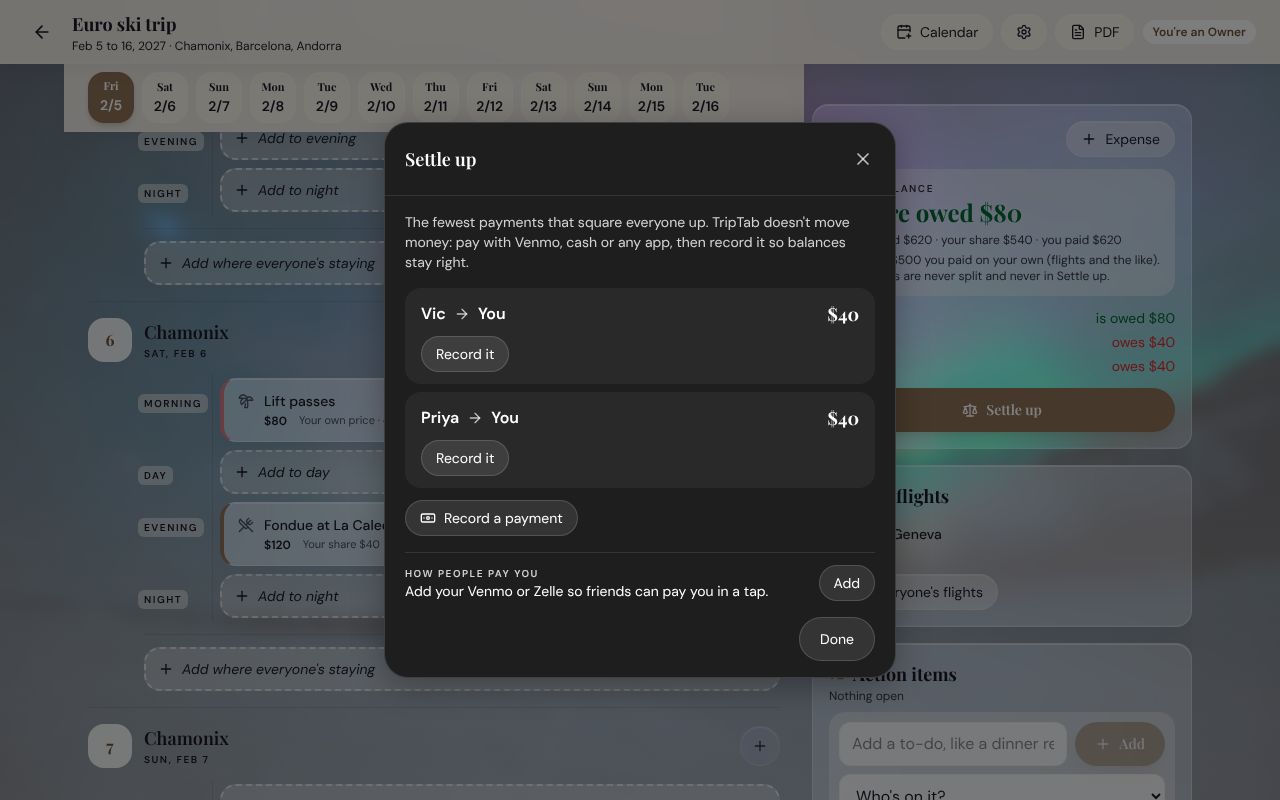 Euro ski trip
Feb 5 to 16, 2027 · Chamonix, Barcelona, Andorra
Calendar
PDF
You're an Owner
Fri 2/5
Sat 2/6
Sun 2/7
Mon 2/8
Tue 2/9
Wed 2/10
Thu 2/11
Fri 2/12
Sat 2/13
Sun 2/14
Mon 2/15
Tue 2/16
EVENING
Add to evening
NIGHT
Add to night
Add where everyone's staying
6
Chamonix
SAT, FEB 6
MORNING
Lift passes
$80 Your own price ·
DAY
Add to day
EVENING
Fondue at La Cale
$120 Your share $40
NIGHT
Add to night
Add where everyone's staying
7
Chamonix
SUN, FEB 7
Settle up
The fewest payments that square everyone up. TripTab doesn't move
money: pay with Venmo, cash or any app, then record it so balances
stay right.
Vic → You
$40
Record it
Priya → You
$40
Record it
Record a payment
HOW PEOPLE PAY YOU
Add your Venmo or Zelle so friends can pay you in a tap.
Add
Done
Expense
owed $80
$620 · your share $540 · you paid $620
$500 you paid on your own (flights and the like).
are never split and never in Settle up.
is owed $80
owes $40
owes $40
Settle up
flights
Geneva
flights
Action items
Nothing open
Add a to-do, like a dinner re
Add
Who's on it?